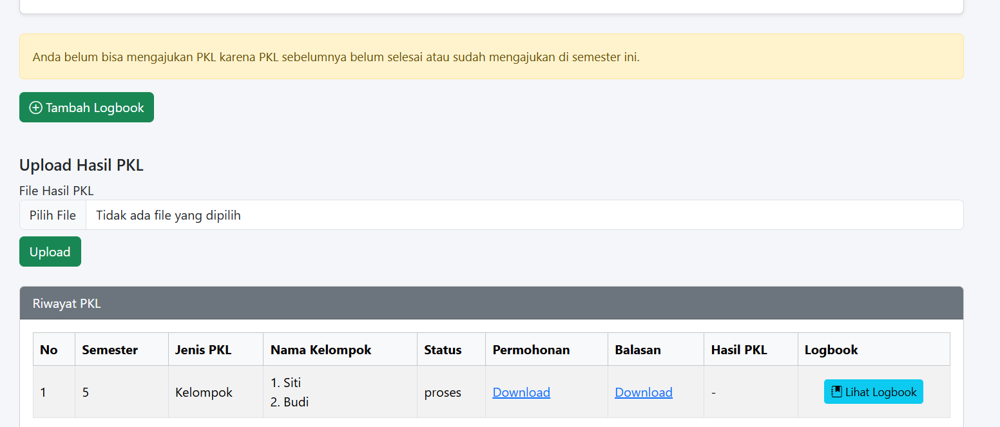 Anda belum bisa mengajukan PKL karena PKL sebelumnya belum selesai atau sudah mengajukan di semester ini.
Tambah Logbook
Upload Hasil PKL
File Hasil PKL
Pilih File Tidak ada file yang dipilih
Upload
Riwayat PKL
No Semester Jenis PKL Nama Kelompok Status Permohonan Balasan Hasil PKL Logbook
1 5 Kelompok 1. Siti proses Download Download - Lihat Logbook
2. Budi